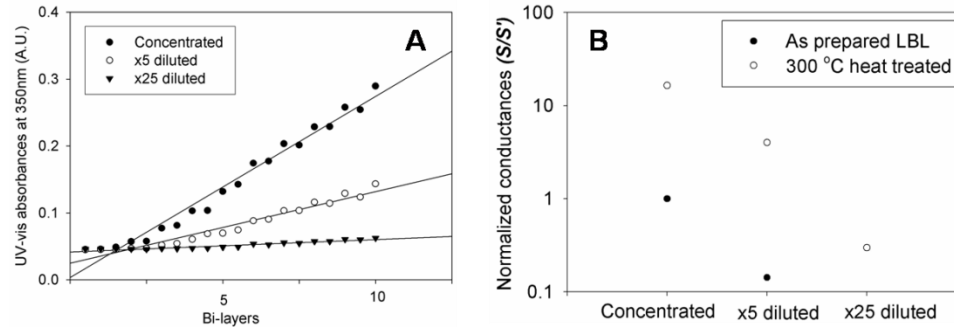 0.4
0.3
0.2
0.1
0.0
UV-vis absorbances at 350nm (A.U.)
Concentrated
x5 diluted
x25 diluted
A
5
10
Bi-layers
100
10
1
0.1
Normalized conductances (S/S')
B
As prepared LBL
300 °C heat treated
Concentrated
x5 diluted
x25 diluted